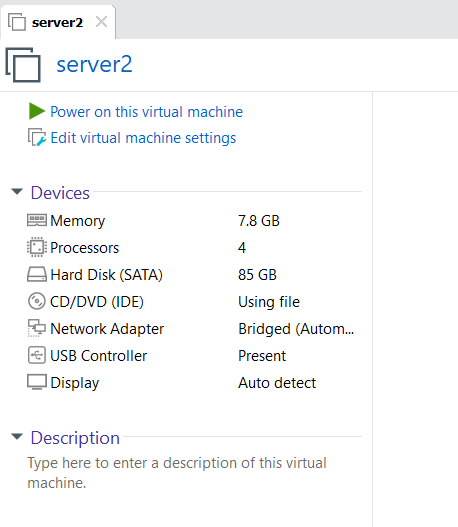 server2
server2
Power on this virtual machine
Edit virtual machine settings
Devices
Memory 7.8 GB
Processors 4
Hard Disk (SATA) 85 GB
CD/DVD (IDE) Using file
Network Adapter Bridged (Autom...
USB Controller Present
Display Auto detect
Description
Type here to enter a description of this virtual
machine.